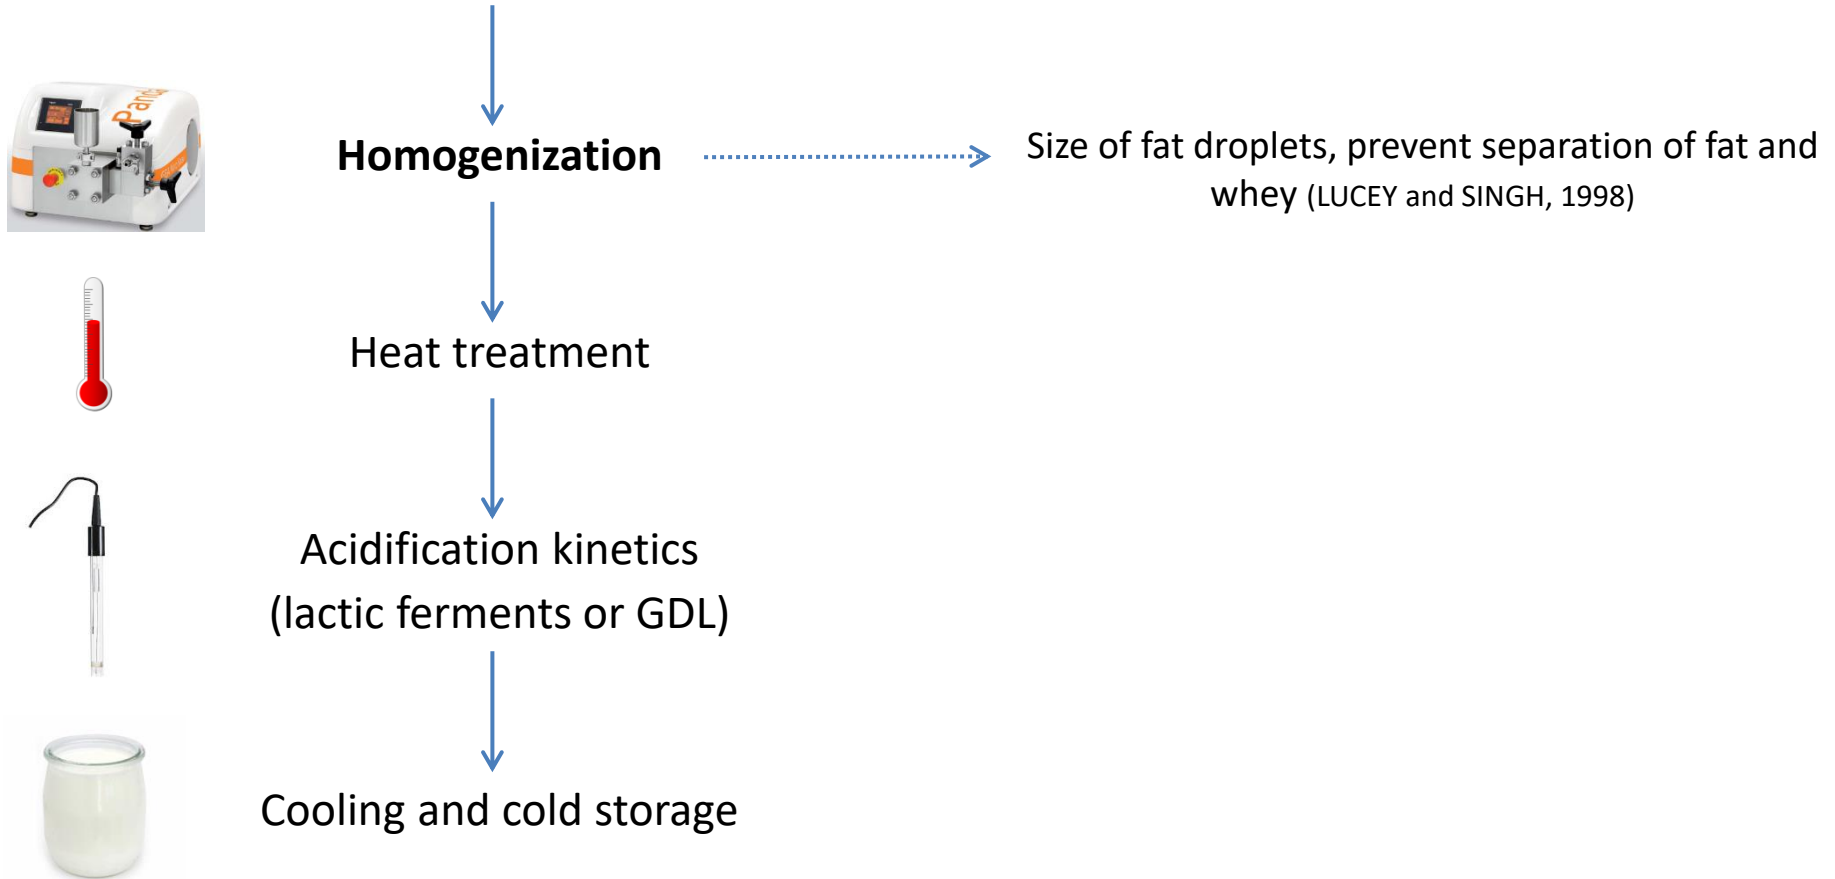 Panda
Homogenization
Size of fat droplets, prevent separation of fat and
whey (LUCEY and SINGH, 1998)
Heat treatment
Acidification kinetics
(lactic ferments or GDL)
Cooling and cold storage